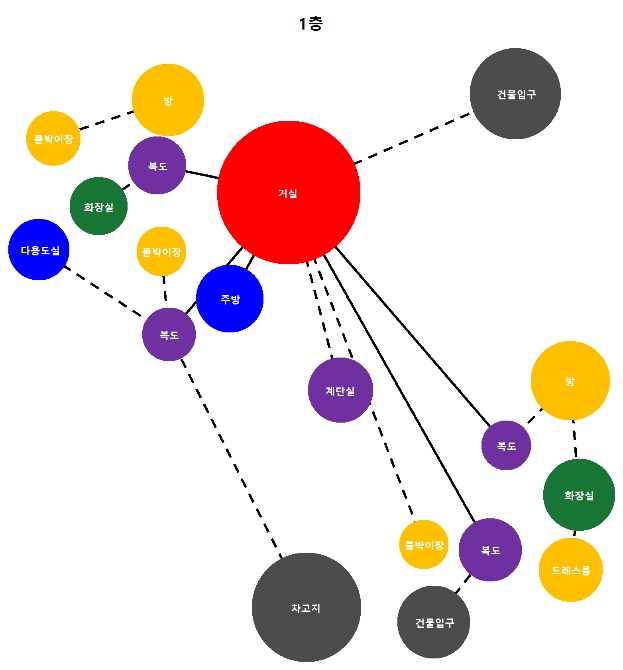 1층
건물입구
방
붙박이장
복도
거실
화장실
다용도실
붙박이장
주방
복도
계단실
방
복도
화장실
붙박이장
복도
드레스룸
차고지
건물입구